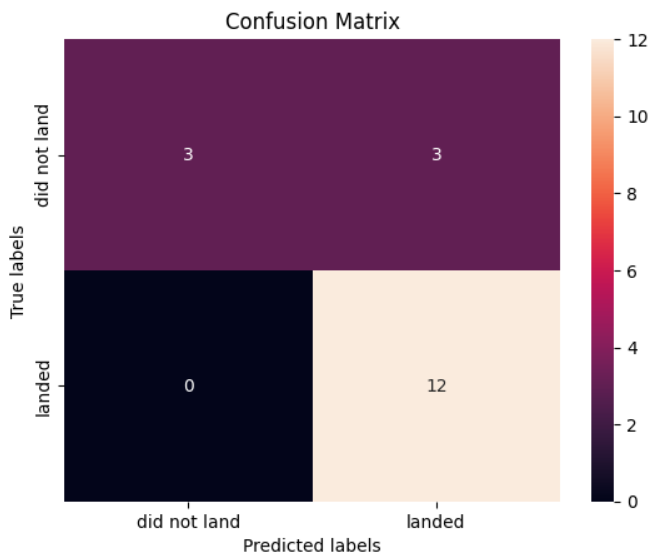 Confusion Matrix
did not land
landed
True labels
3
3
0
12
did not land
landed
Predicted labels
12
10
8
6
4
2
0